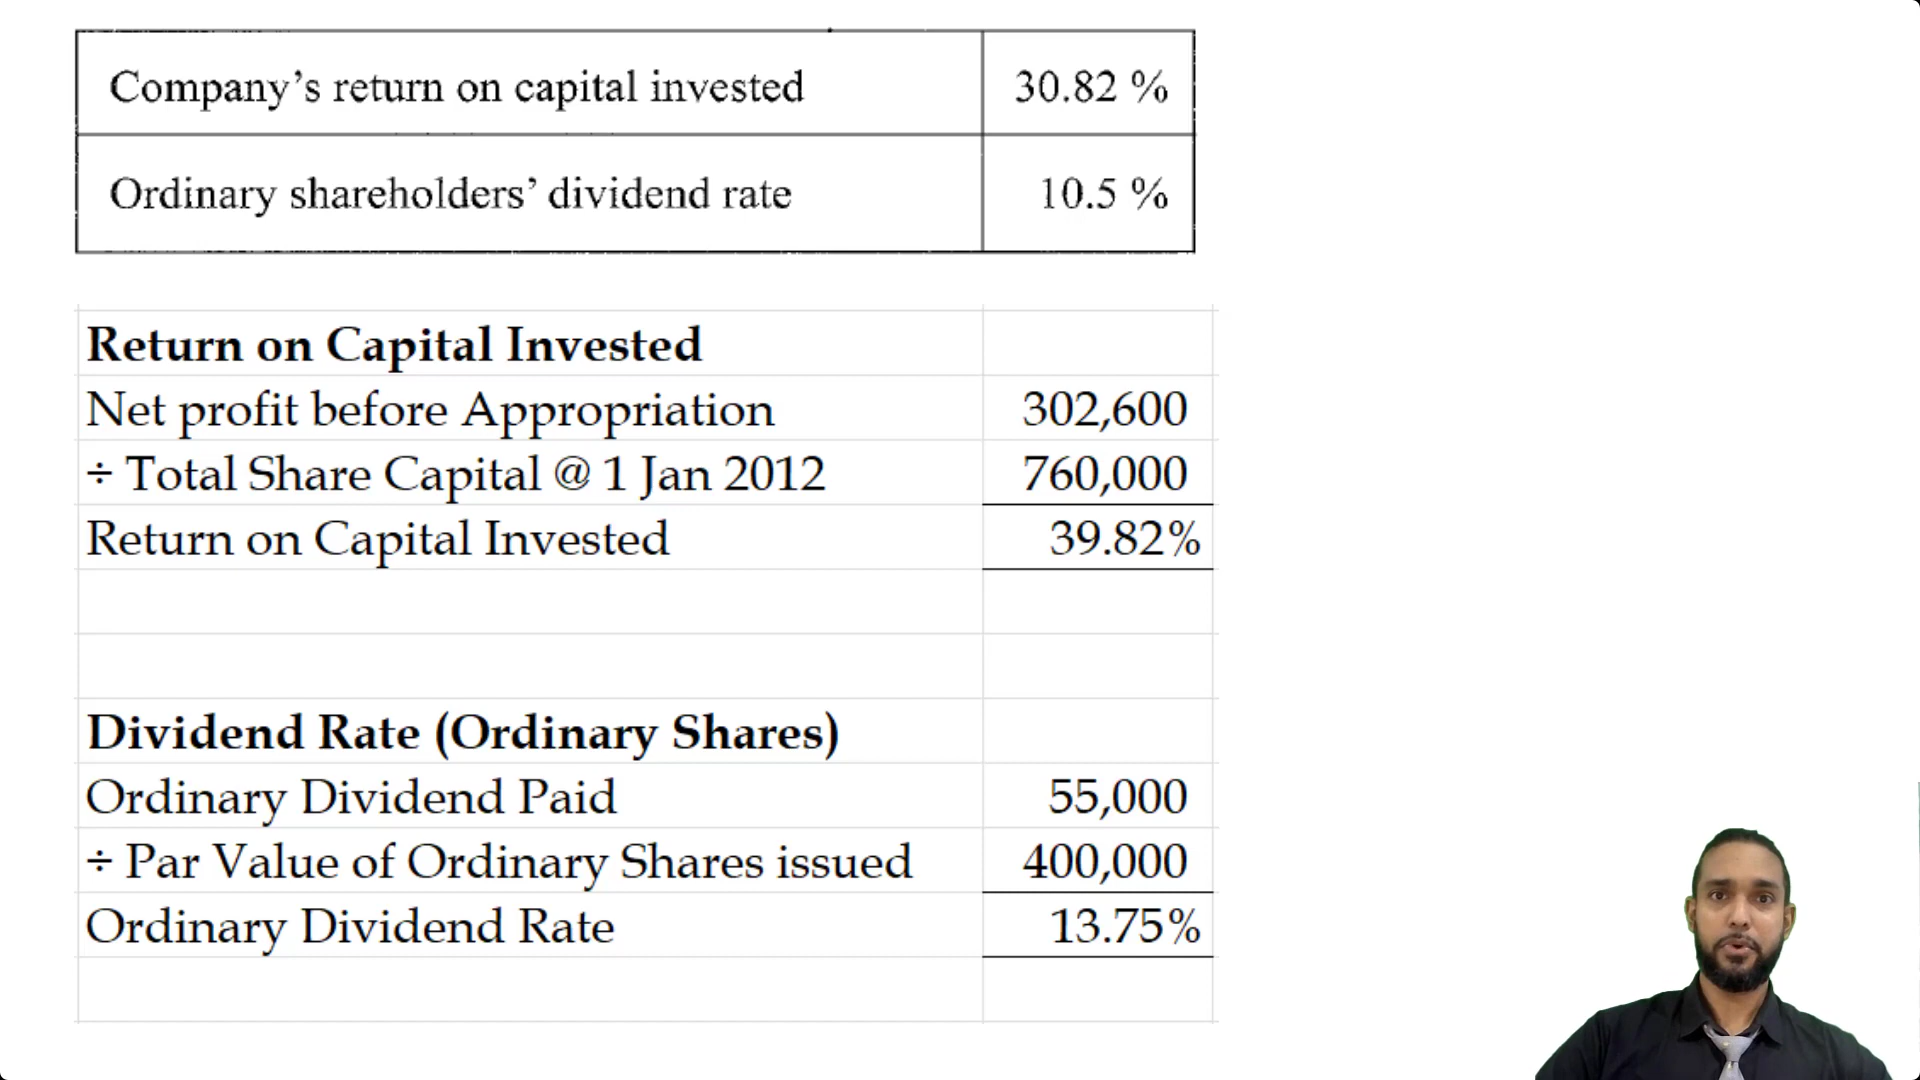 Company’s return on capital invested 30.82 %
Ordinary shareholders’ dividend rate 10.5 %
Return on Capital Invested
Net profit before Appropriation 302,600
÷ Total Share Capital @ 1 Jan 2012 760,000
Return on Capital Invested 39.82%
Dividend Rate (Ordinary Shares)
Ordinary Dividend Paid 55,000
÷ Par Value of Ordinary Shares issued 400,000
Ordinary Dividend Rate 13.75%